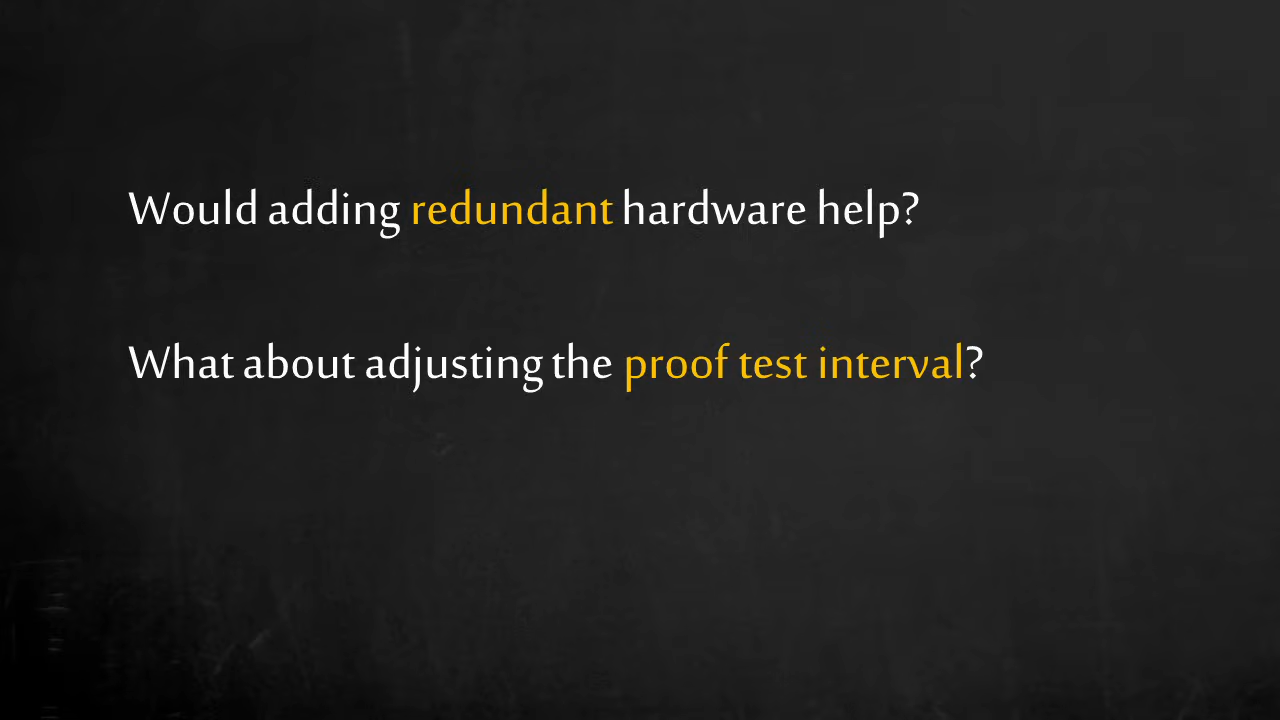 Would adding redundant hardware help?
What about adjusting the proof test interval?